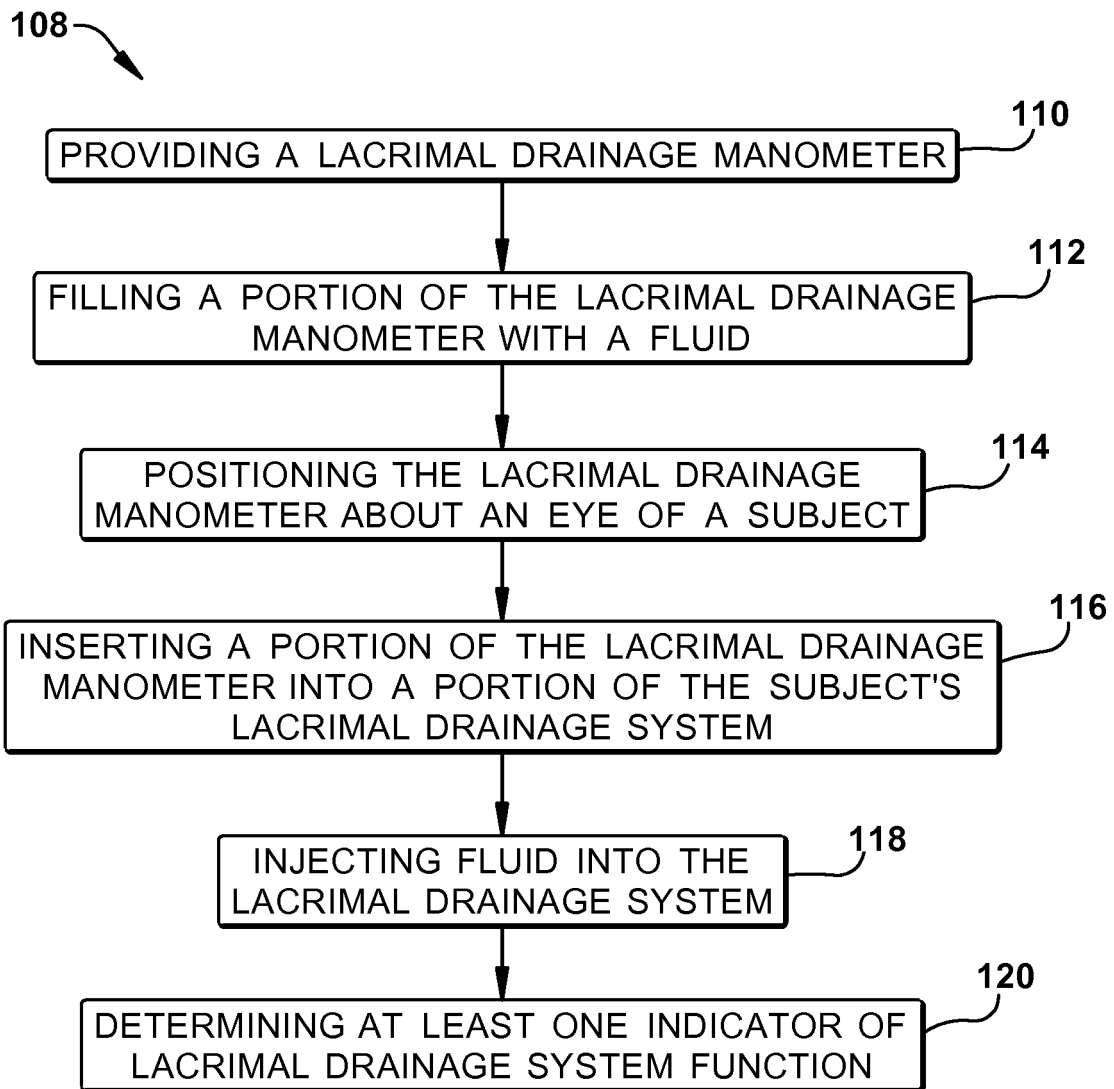 108
110
PROVIDING A LACRIMAL DRAINAGE MANOMETER
112
FILLING A PORTION OF THE LACRIMAL DRAINAGE
MANOMETER WITH A FLUID
114
POSITIONING THE LACRIMAL DRAINAGE
MANOMETER ABOUT AN EYE OF A SUBJECT
116
INSERTING A PORTION OF THE LACRIMAL DRAINAGE
MANOMETER INTO A PORTION OF THE SUBJECT'S
LACRIMAL DRAINAGE SYSTEM
118
INJECTING FLUID INTO THE
LACRIMAL DRAINAGE SYSTEM
120
DETERMINING AT LEAST ONE INDICATOR OF
LACRIMAL DRAINAGE SYSTEM FUNCTION